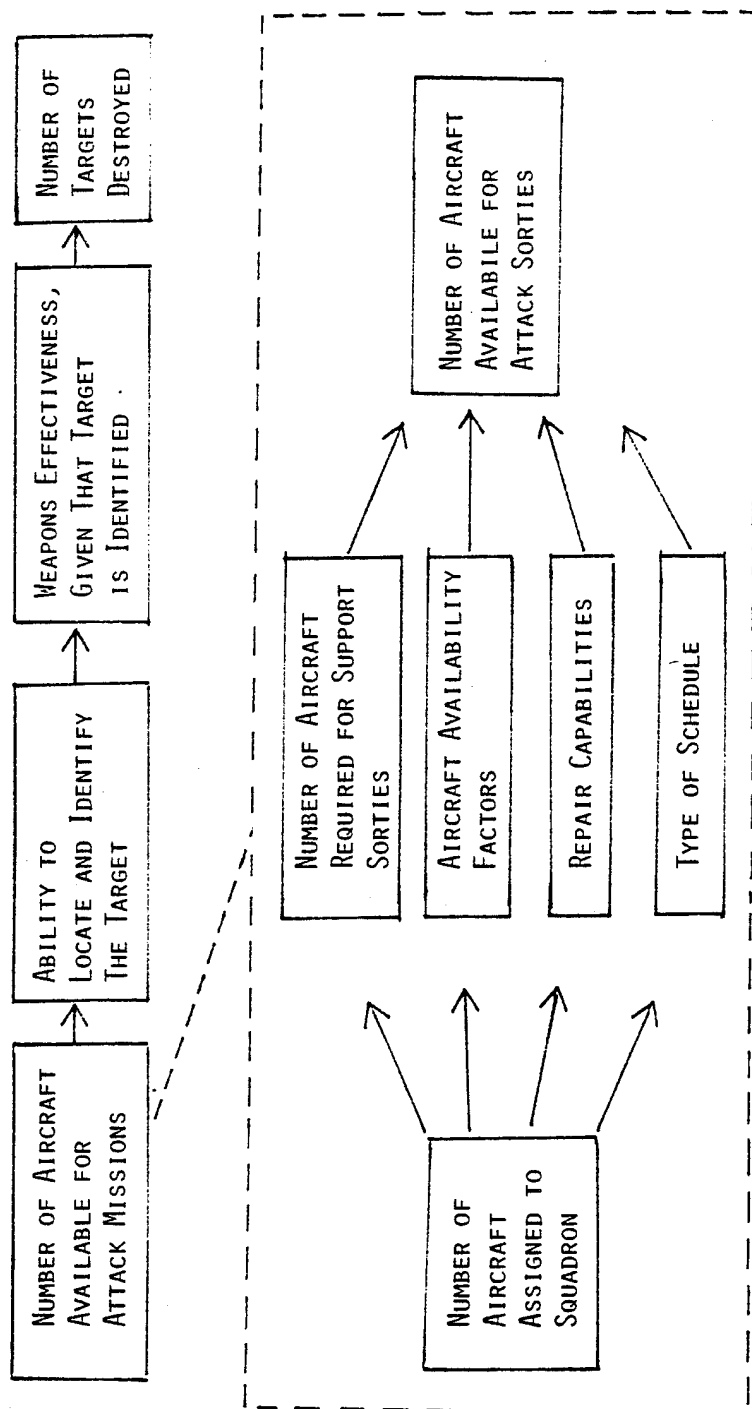 NUMBER OF AIRCRAFT
AVAILABLE FOR
ATTACK MISSIONS
ABILITY TO
LOCATE AND IDENTIFY
THE TARGET
WEAPONS EFFECTIVENESS,
GIVEN THAT TARGET
IS IDENTIFIED.
NUMBER OF
TARGETS
DESTROYED
NUMBER OF
AIRCRAFT
ASSIGNED TO
SQUADRON
NUMBER OF AIRCRAFT
REQUIRED FOR SUPPORT
SORTIES
AIRCRAFT AVAILABILITY
FACTORS
REPAIR CAPABILITIES
TYPE OF SCHEDULE
NUMBER OF AIRCRAFT
AVAILABILE FOR
ATTACK SORTIES